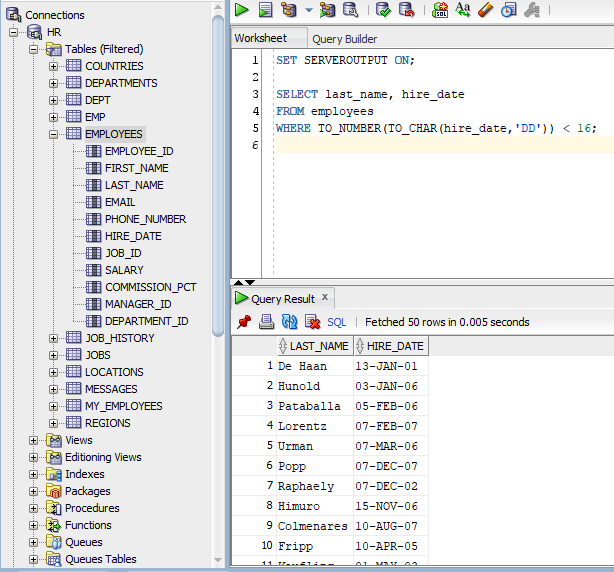 Connections
HR
Tables (Filtered)
COUNTRIES
DEPARTMENTS
DEPT
EMP
EMPLOYEES
EMPLOYEE_ID
FIRST_NAME
LAST_NAME
EMAIL
PHONE_NUMBER
HIRE_DATE
JOB_ID
SALARY
COMMISSION_PCT
MANAGER_ID
DEPARTMENT_ID
JOB_HISTORY
JOBS
LOCATIONS
MESSAGES
MY_EMPLOYEES
REGIONS
Views
Editioning Views
Indexes
Packages
Procedures
Functions
Queues
Queues Tables
Worksheet Query Builder
1 SET SERVEROUTPUT ON;
2
3 SELECT last_name, hire_date
4 FROM employees
5 WHERE TO_NUMBER(TO_CHAR(hire_date,'DD')) < 16;
6
Query Result x
SQL | Fetched 50 rows in 0.005 seconds
LAST_NAME HIRE_DATE
1 De Haan 13-JAN-01
2 Hunold 03-JAN-06
3 Pataballa 05-FEB-06
4 Lorentz 07-FEB-07
5 Urman 07-MAR-06
6 Popp 07-DEC-07
7 Raphaely 07-DEC-02
8 Himuro 15-NOV-06
9 Colmenares 10-AUG-07
10 Fripp 10-APR-05